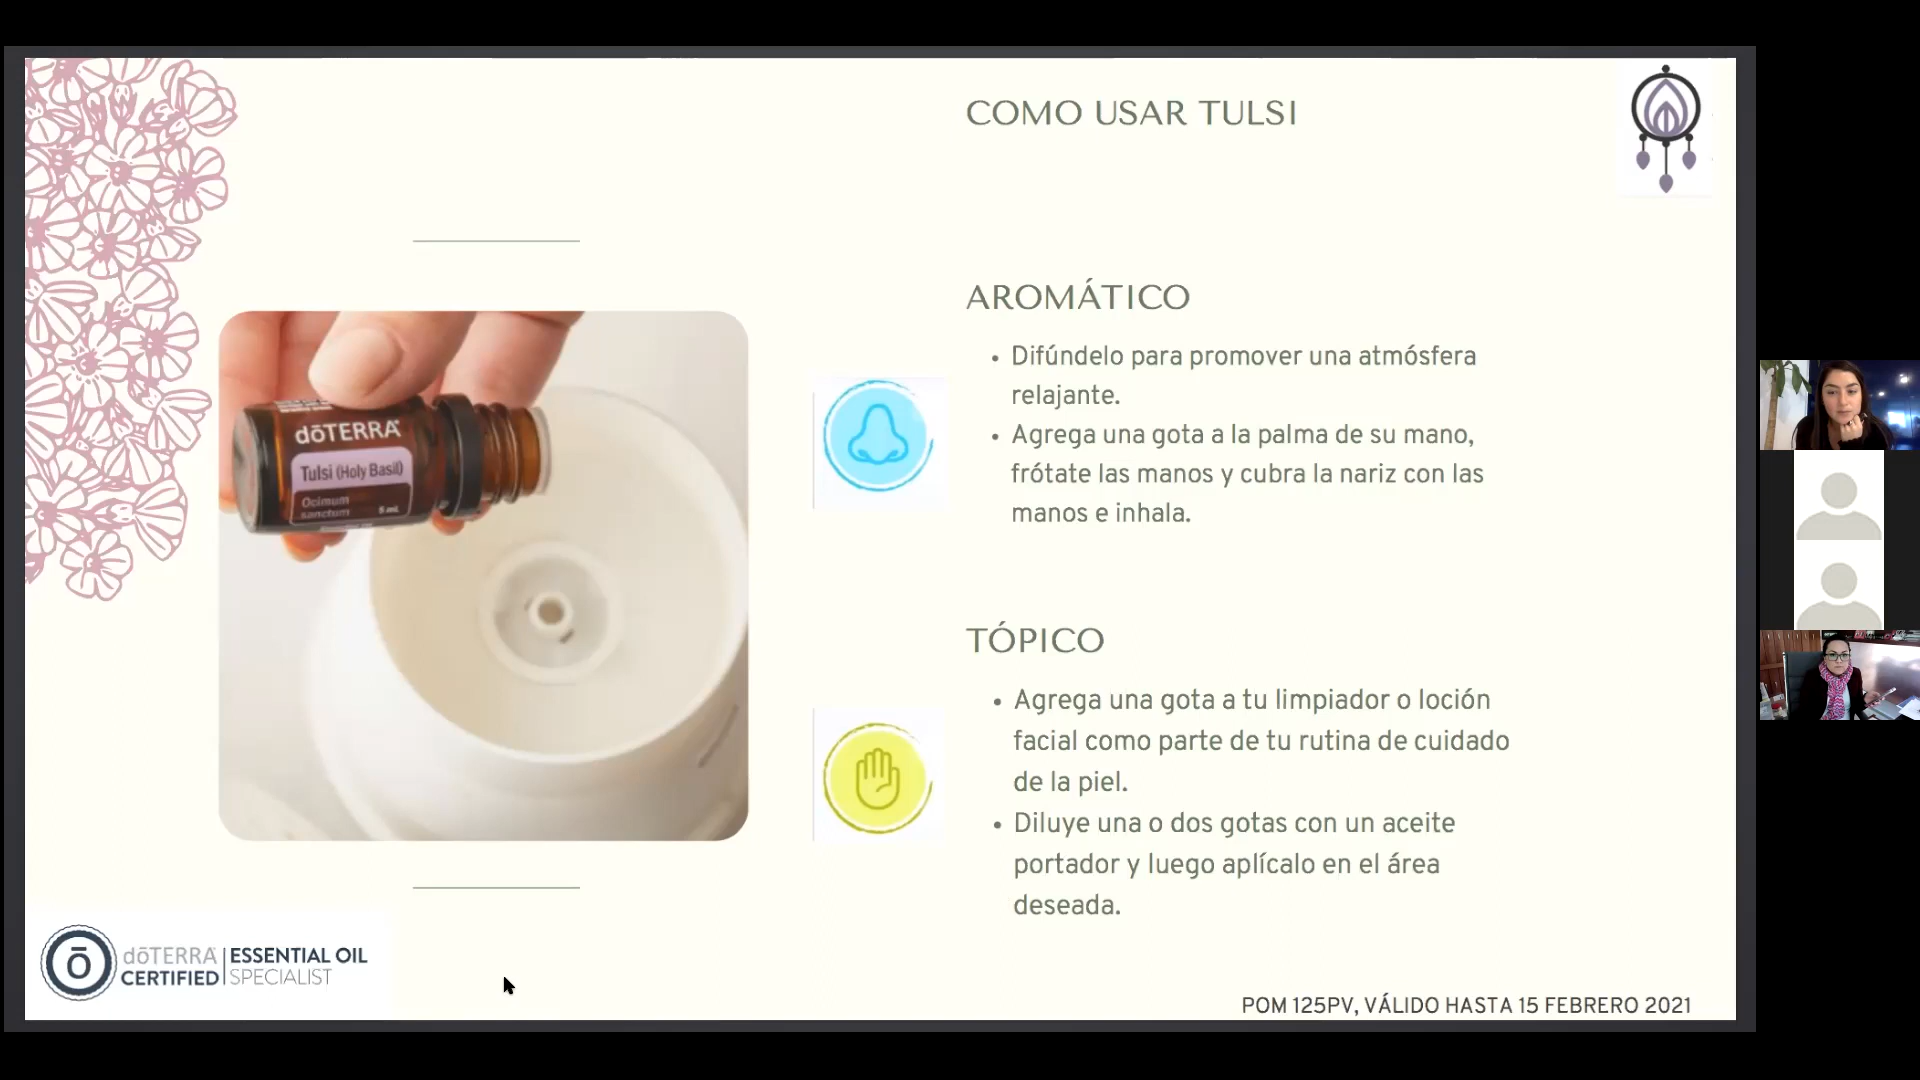 COMO USAR TULSI
AROMÁTICO
• Difúndelo para promover una atmósfera
relajante.
• Agrega una gota a la palma de su mano,
frótate las manos y cubra la nariz con las
manos e inhala.
TÓPICO
• Agrega una gota a tu limpiador o loción
facial como parte de tu rutina de cuidado
de la piel.
• Diluye una o dos gotas con un aceite
portador y luego aplícalo en el área
deseada.
dōTERRA
Tulsi (Holy Basil)
Ocimum
sanctum 5 mL
ō
dōTERRA | ESSENTIAL OIL
CERTIFIED | SPECIALIST
POM 125PV, VÁLIDO HASTA 15 FEBRERO 2021